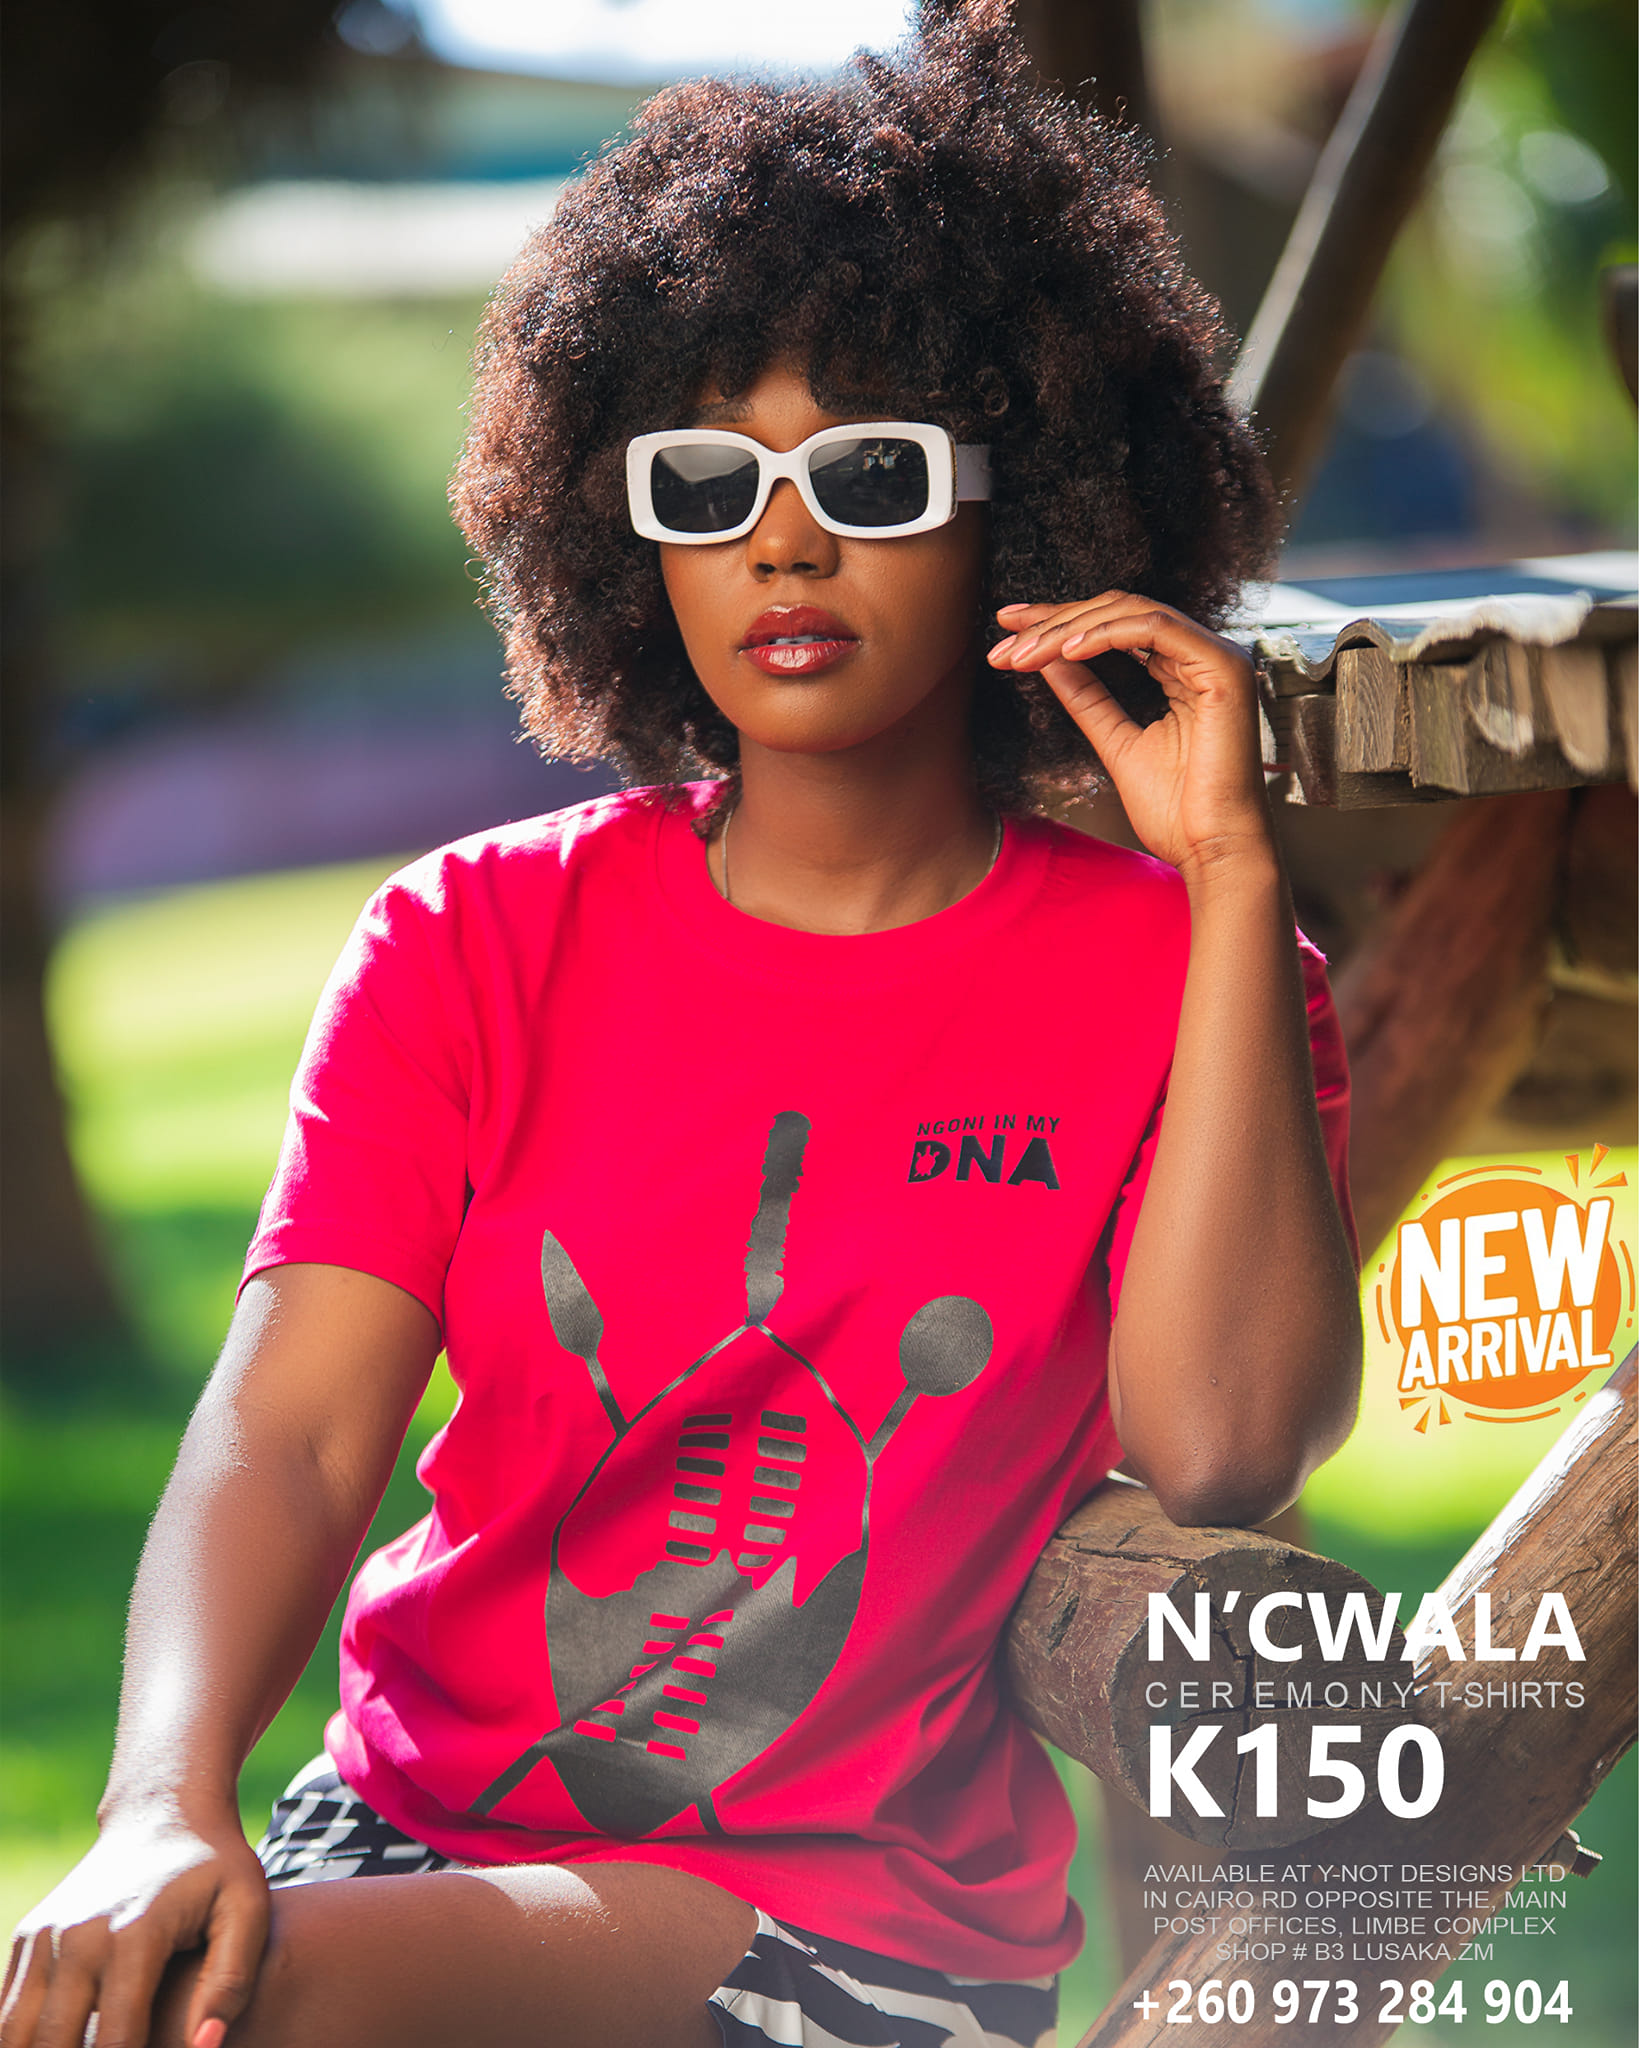 NGONI IN MY
DNA
NEW
ARRIVAL
N’CWALA
CEREMONY T-SHIRTS
K150
AVAILABLE AT Y-NOT DESIGNS LTD
IN CAIRO RD OPPOSITE THE, MAIN
POST OFFICES, LIMBE COMPLEX
SHOP # B3 LUSAKA.ZM
+260 973 284 904